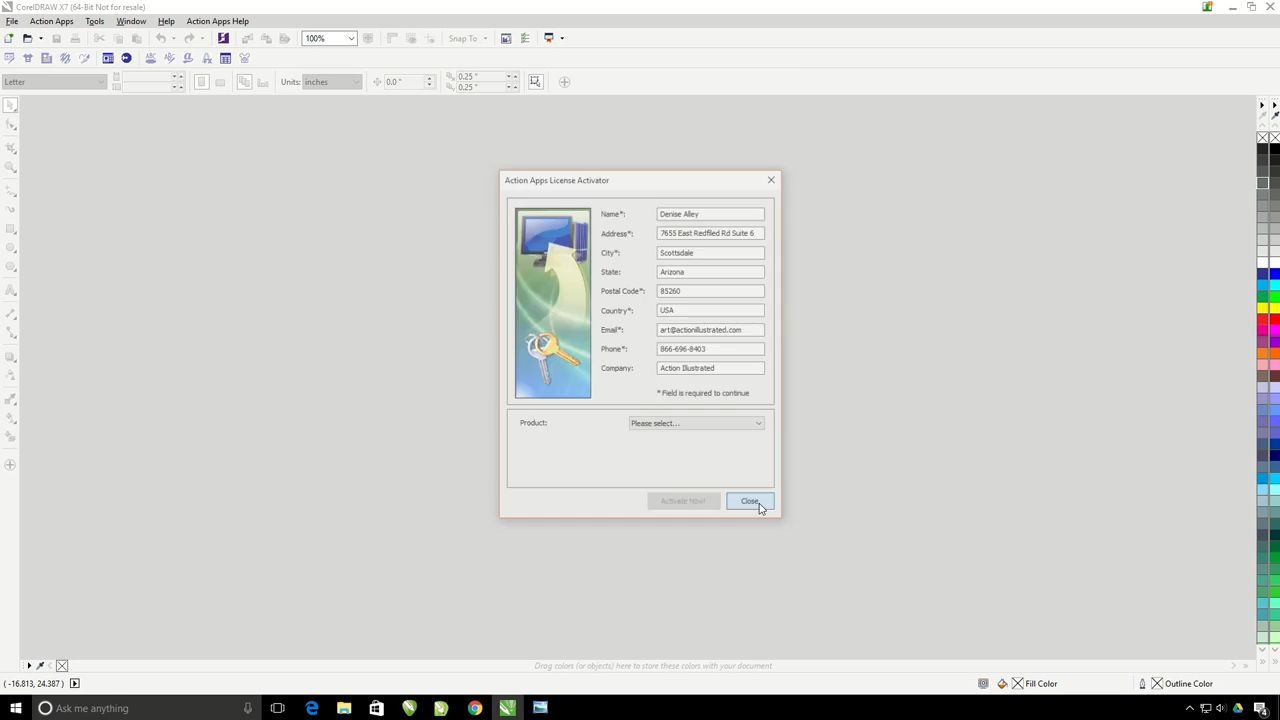 CorelDRAW X7 (64-Bit Not for resale)
File Action Apps Tools Window Help Action Apps Help
100% Snap To
Letter Units: inches 0.0 ° 0.25 "
0.25 "
Action Apps License Activator
Name*: Denise Alley
Address*: 7655 East Redfiled Rd Suite 6
City*: Scottsdale
State: Arizona
Postal Code*: 85260
Country*: USA
Email*: art@actionillustrated.com
Phone*: 866-696-8403
Company: Action Illustrated
* Field is required to continue
Product: Please select...
Activate Now! Close
Drag colors (or objects) here to store these colors with your document
( -16.813, 24.387 ) Fill Color Outline Color
Ask me anything 4